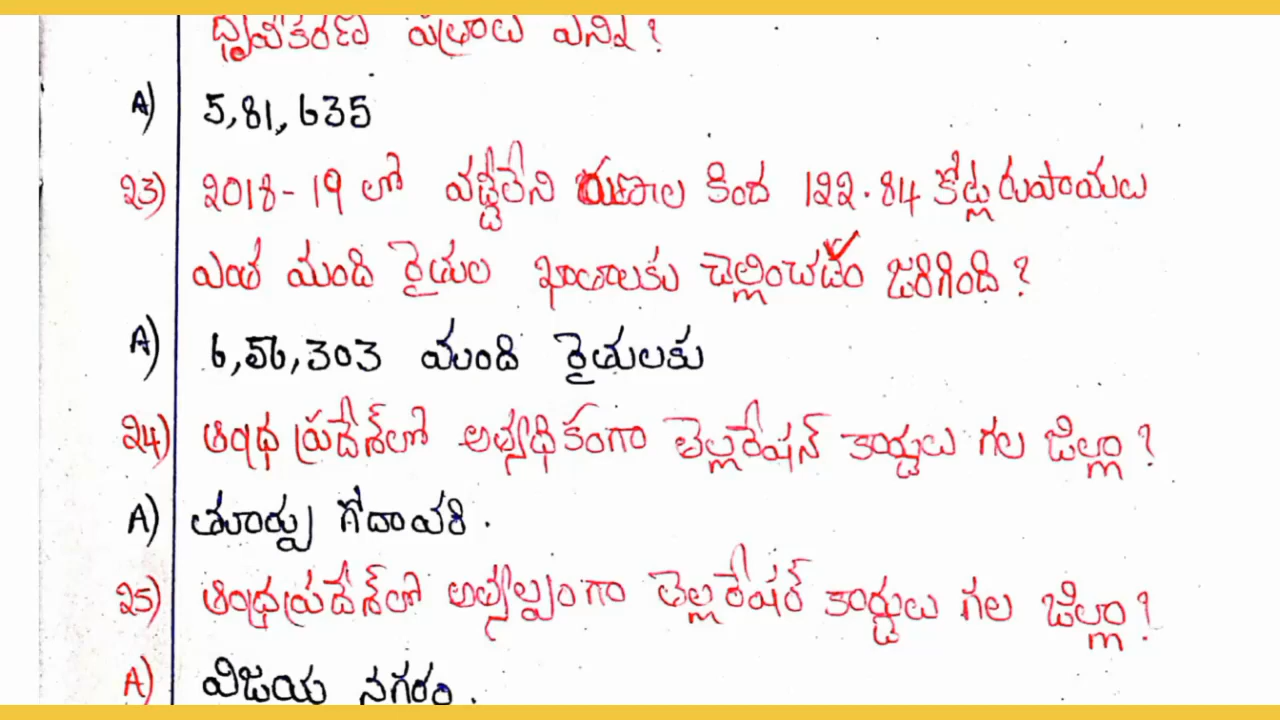 ధృవీకరణ పత్రాలు ఎన్ని?
A) 5,81,635
23) 2018-19 లో వడ్డీలేని రుణాల కింద 122.84 కోట్ల రుపాయలు
ఎంత మంది రైతుల ఖాతాలకు చెల్లించడం జరిగింది?
A) 6,56,303 మంది రైతులకు
24) ఆంధ్ర ప్రదేశ్‌లో అత్యధికంగా తెల్లరేషన్ కార్డులు గల జిల్లా?
A) తూర్పు గోదావరి.
25) ఆంధ్రప్రదేశ్‌లో అత్యల్పంగా తెల్లరేషన్ కార్డులు గల జిల్లా?
A) విజయ నగరం.